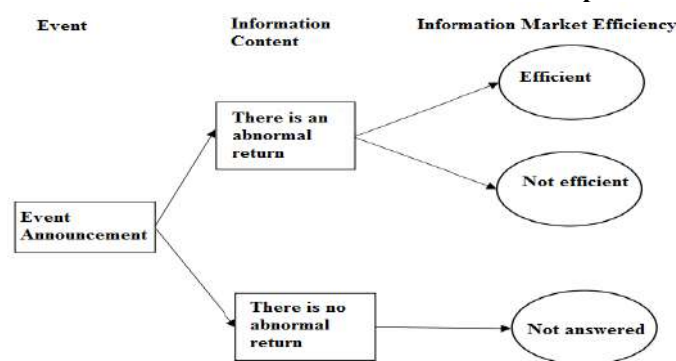 Event
Information
Content
Information Market Efficiency
Efficient
There is an
abnormal
return
Not efficient
Event
Announcement
There is no
abnormal
return
Not answered